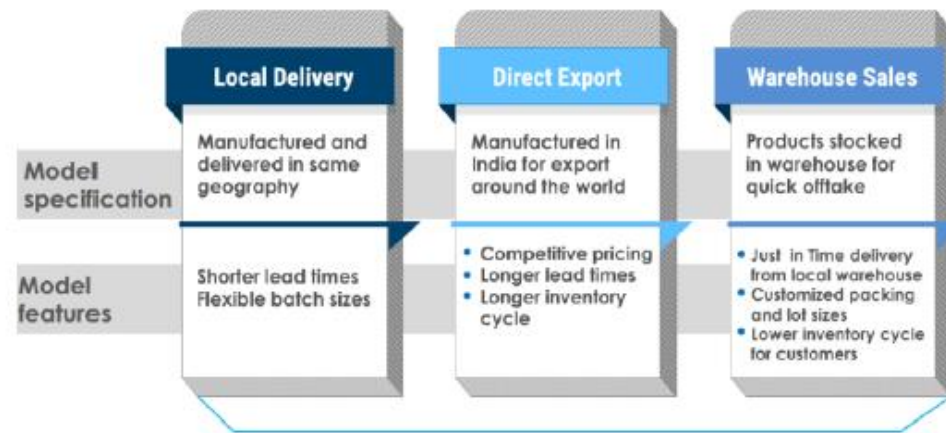 Local Delivery
Direct Export
Warehouse Sales
Model
specification
Manufactured and
delivered in same
geography
Manufactured in
India for export
around the world
Products stocked
in warehouse for
quick offtake
Model
features
Shorter lead times
Flexible batch sizes
• Competitive pricing
• Longer lead times
• Longer inventory
cycle
• Just in Time delivery
from local warehouse
• Customized packing
and lot sizes
• Lower inventory cycle
for customers